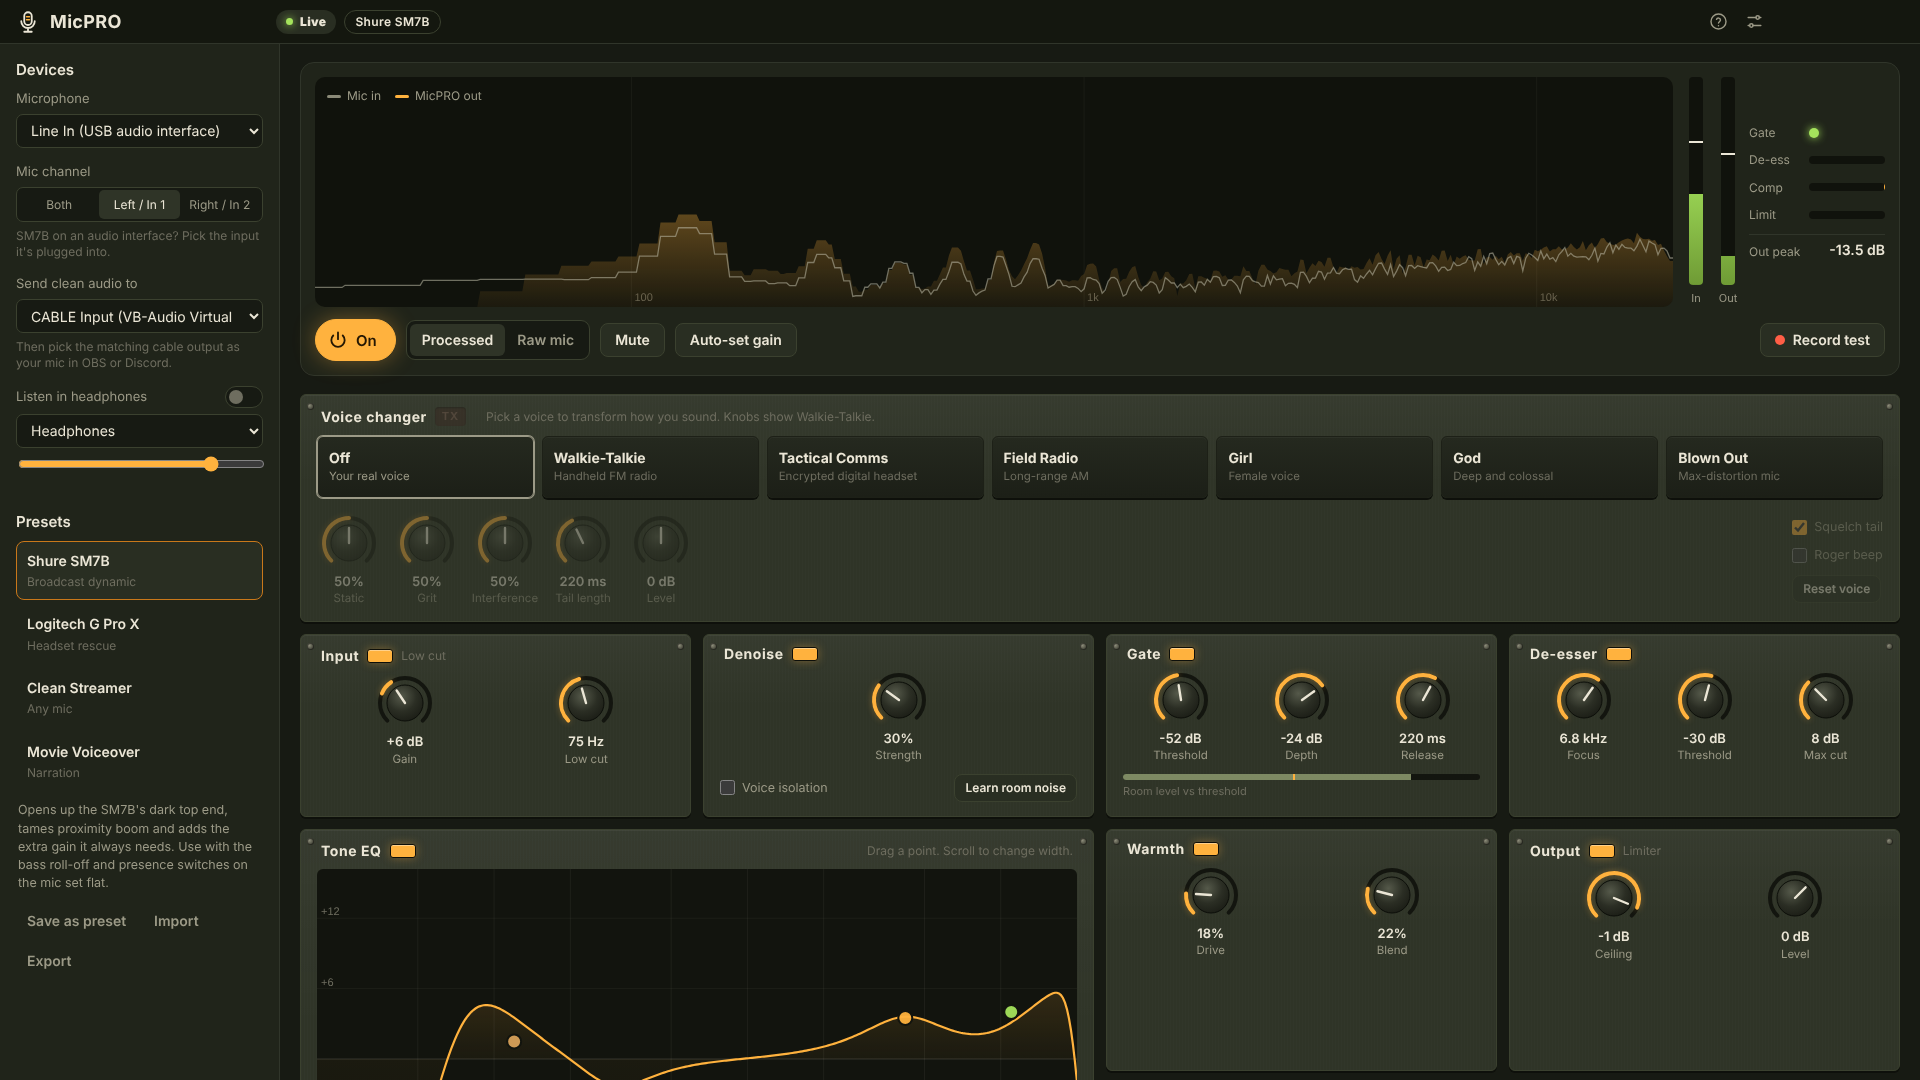 MicPRO
Live
Shure SM7B
Devices
Microphone
Line In (USB audio interface)
Mic channel
Both
Left / In 1
Right / In 2
SM7B on an audio interface? Pick the input
it's plugged into.
Send clean audio to
CABLE Input (VB-Audio Virtual
Then pick the matching cable output as
your mic in OBS or Discord.
Listen in headphones
Headphones
Presets
Shure SM7B
Broadcast dynamic
Logitech G Pro X
Headset rescue
Clean Streamer
Any mic
Movie Voiceover
Narration
Opens up the SM7B's dark top end,
tames proximity boom and adds the
extra gain it always needs. Use with the
bass roll-off and presence switches on
the mic set flat.
Save as preset
Import
Export
Mic in
MicPRO out
100
1k
10k
In
Out
Gate
De-ess
Comp
Limit
Out peak
-13.5 dB
On
Processed
Raw mic
Mute
Auto-set gain
Record test
Voice changer
TX
Pick a voice to transform how you sound. Knobs show Walkie-Talkie.
Off
Your real voice
Walkie-Talkie
Handheld FM radio
Tactical Comms
Encrypted digital headset
Field Radio
Long-range AM
Girl
Female voice
God
Deep and colossal
Blown Out
Max-distortion mic
50%
Static
50%
Grit
50%
Interference
220 ms
Tail length
0 dB
Level
Squelch tail
Roger beep
Reset voice
Input
Low cut
+6 dB
Gain
75 Hz
Low cut
Denoise
30%
Strength
Voice isolation
Learn room noise
Gate
-52 dB
Threshold
-24 dB
Depth
220 ms
Release
Room level vs threshold
De-esser
6.8 kHz
Focus
-30 dB
Threshold
8 dB
Max cut
Tone EQ
Drag a point. Scroll to change width.
+12
+6
Warmth
18%
Drive
22%
Blend
Output
Limiter
-1 dB
Ceiling
0 dB
Level